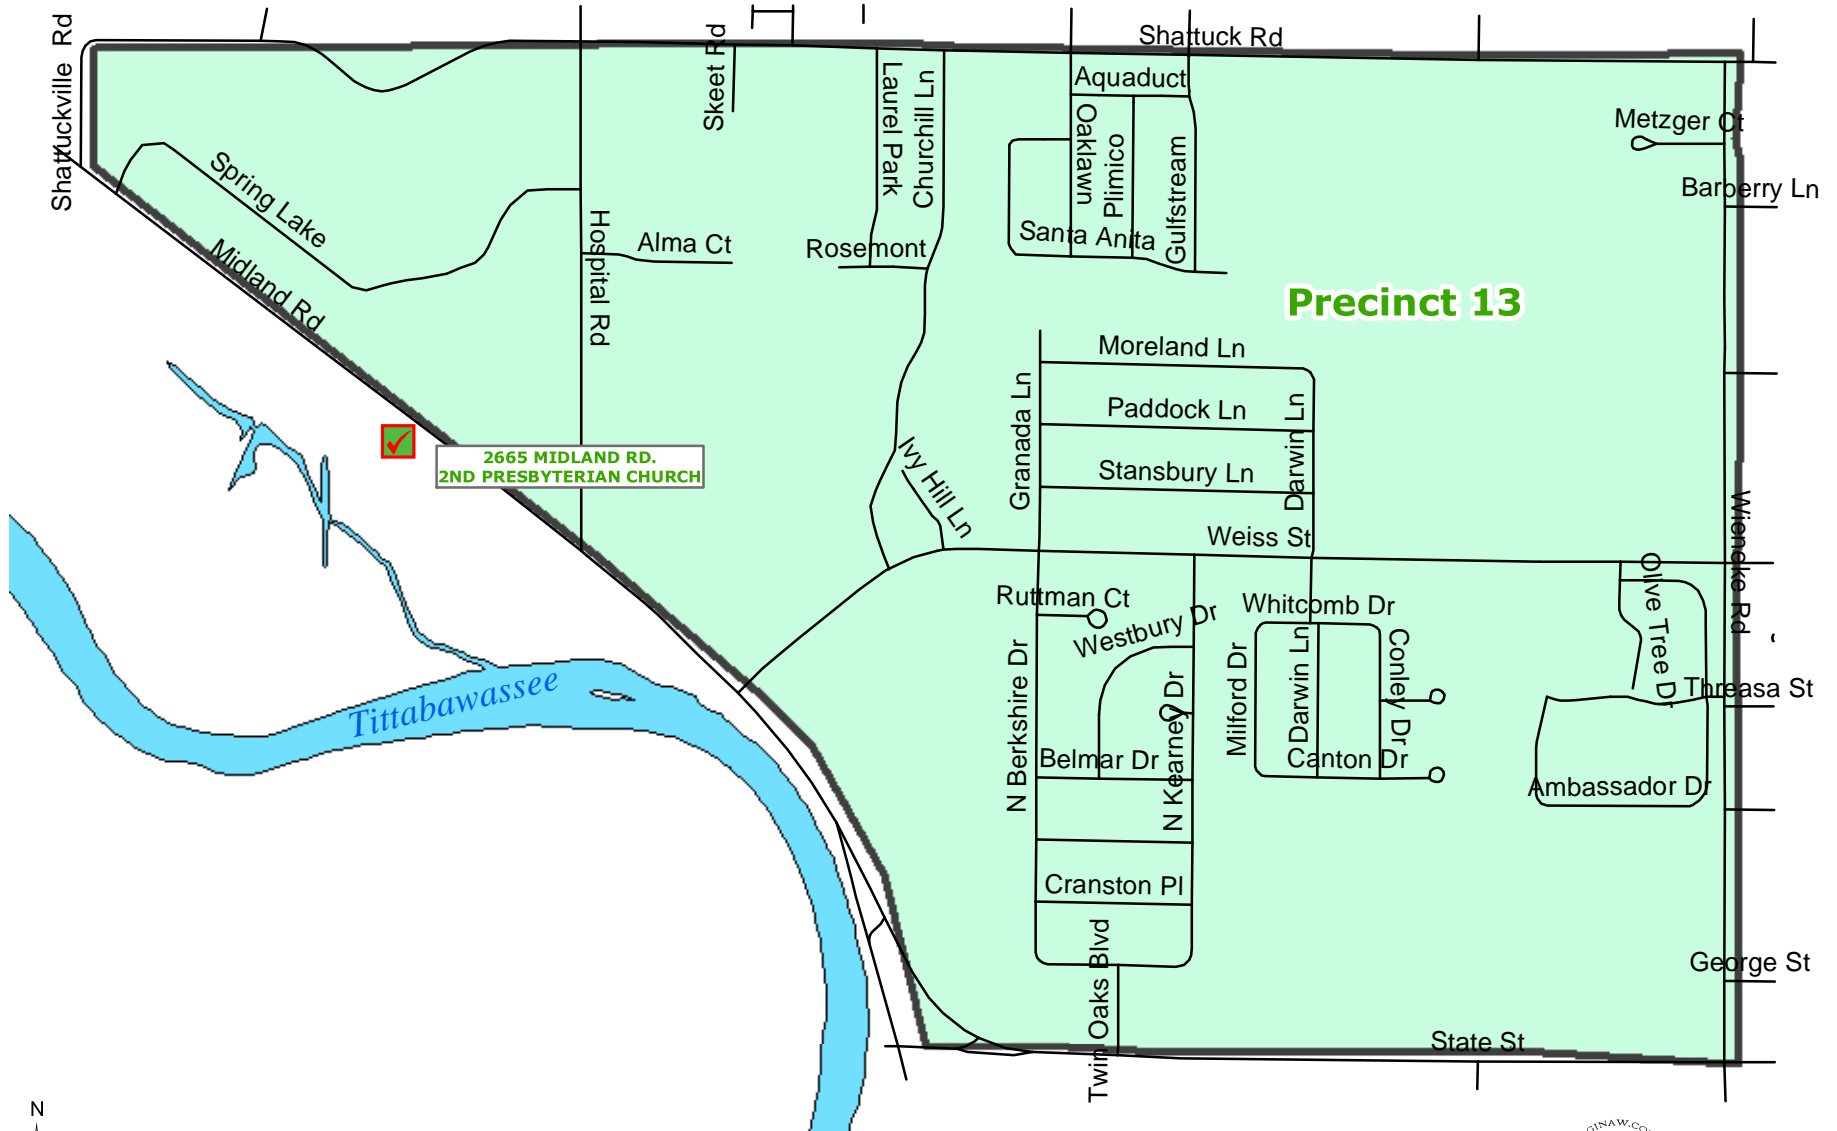 Shattuckville Rd
Shattuck Rd
Skeet Rd
Laurel Park
Churchill Ln
Aquaduct
Oaklawn
Plimico
Gulfstream
Metzger Ct
Barberry Ln
Spring Lake
Midland Rd
Hospital Rd
Alma Ct
Rosemont
Santa Anita
Precinct 13
Moreland Ln
Paddock Ln
Granada Ln
Darwin Ln
Stansbury Ln
2665 MIDLAND RD.
2ND PRESBYTERIAN CHURCH
Ivy Hill Ln
Weiss St
Wieneke Rd
Olive Tree Dr
Ruttman Ct
Westbury Dr
Whitcomb Dr
N Berkshire Dr
Milford Dr
Darwin Ln
Conley Dr
Threasa St
Tittabawassee
N Kearney Dr
Belmar Dr
Canton Dr
Ambassador Dr
Cranston Pl
Twin Oaks Blvd
George St
State St
N
GINAW.CO